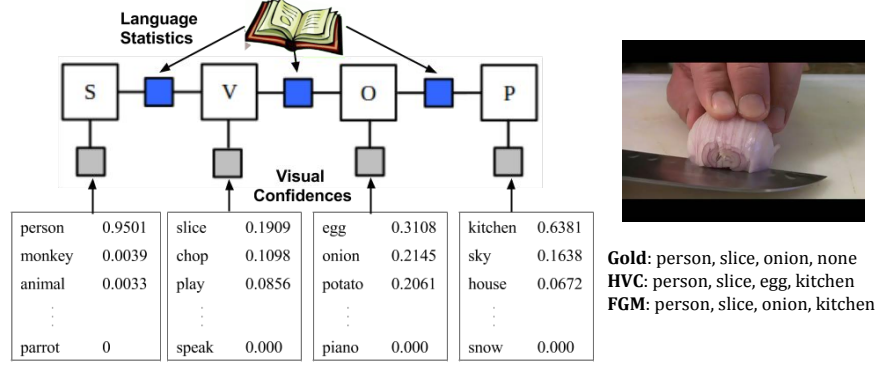 Language
Statistics
S V O P
Visual
Confidences
person 0.9501
monkey 0.0039
animal 0.0033
parrot 0
slice 0.1909
chop 0.1098
play 0.0856
speak 0.000
egg 0.3108
onion 0.2145
potato 0.2061
piano 0.000
kitchen 0.6381
sky 0.1638
house 0.0672
snow 0.000
Gold: person, slice, onion, none
HVC: person, slice, egg, kitchen
FGM: person, slice, onion, kitchen